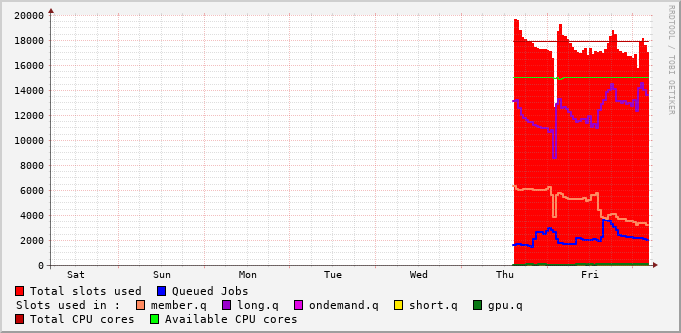 20000
18000
16000
14000
12000
10000
8000
6000
4000
2000
0
Sat Sun Mon Tue Wed Thu Fri
RRDTOOL / TOBI OETIKER
Total slots used Queued Jobs
Slots used in : member.q long.q ondemand.q short.q gpu.q
Total CPU cores Available CPU cores